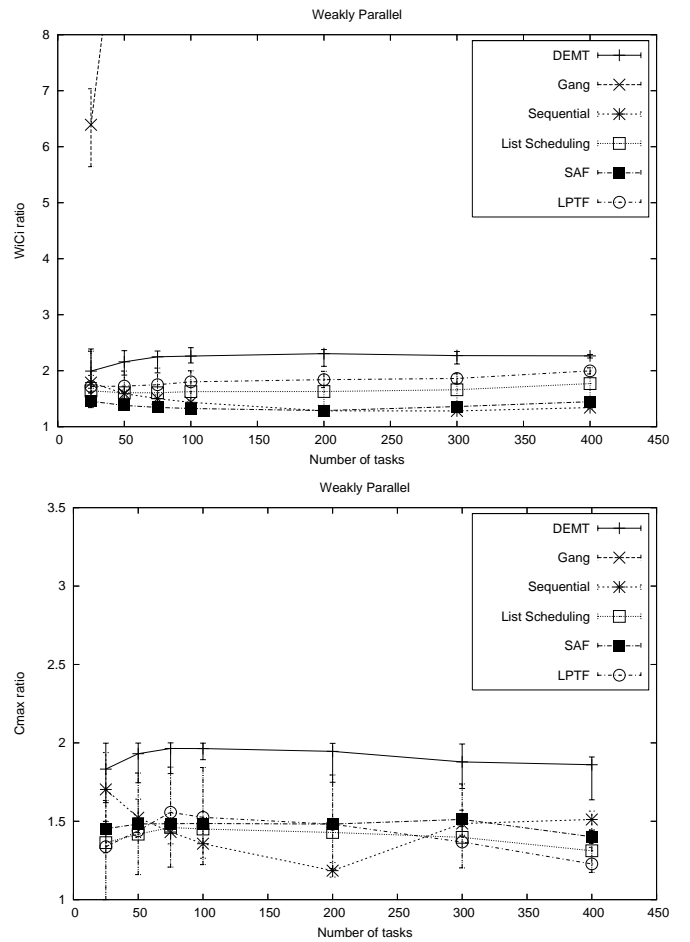 Weakly Parallel
8
7
6
5
4
3
2
1
WiCi ratio
DEMT
Gang
Sequential
List Scheduling
SAF
LPTF
0 50 100 150 200 250 300 350 400 450
Number of tasks
Weakly Parallel
3.5
3
2.5
2
1.5
1
Cmax ratio
DEMT
Gang
Sequential
List Scheduling
SAF
LPTF
0 50 100 150 200 250 300 350 400 450
Number of tasks